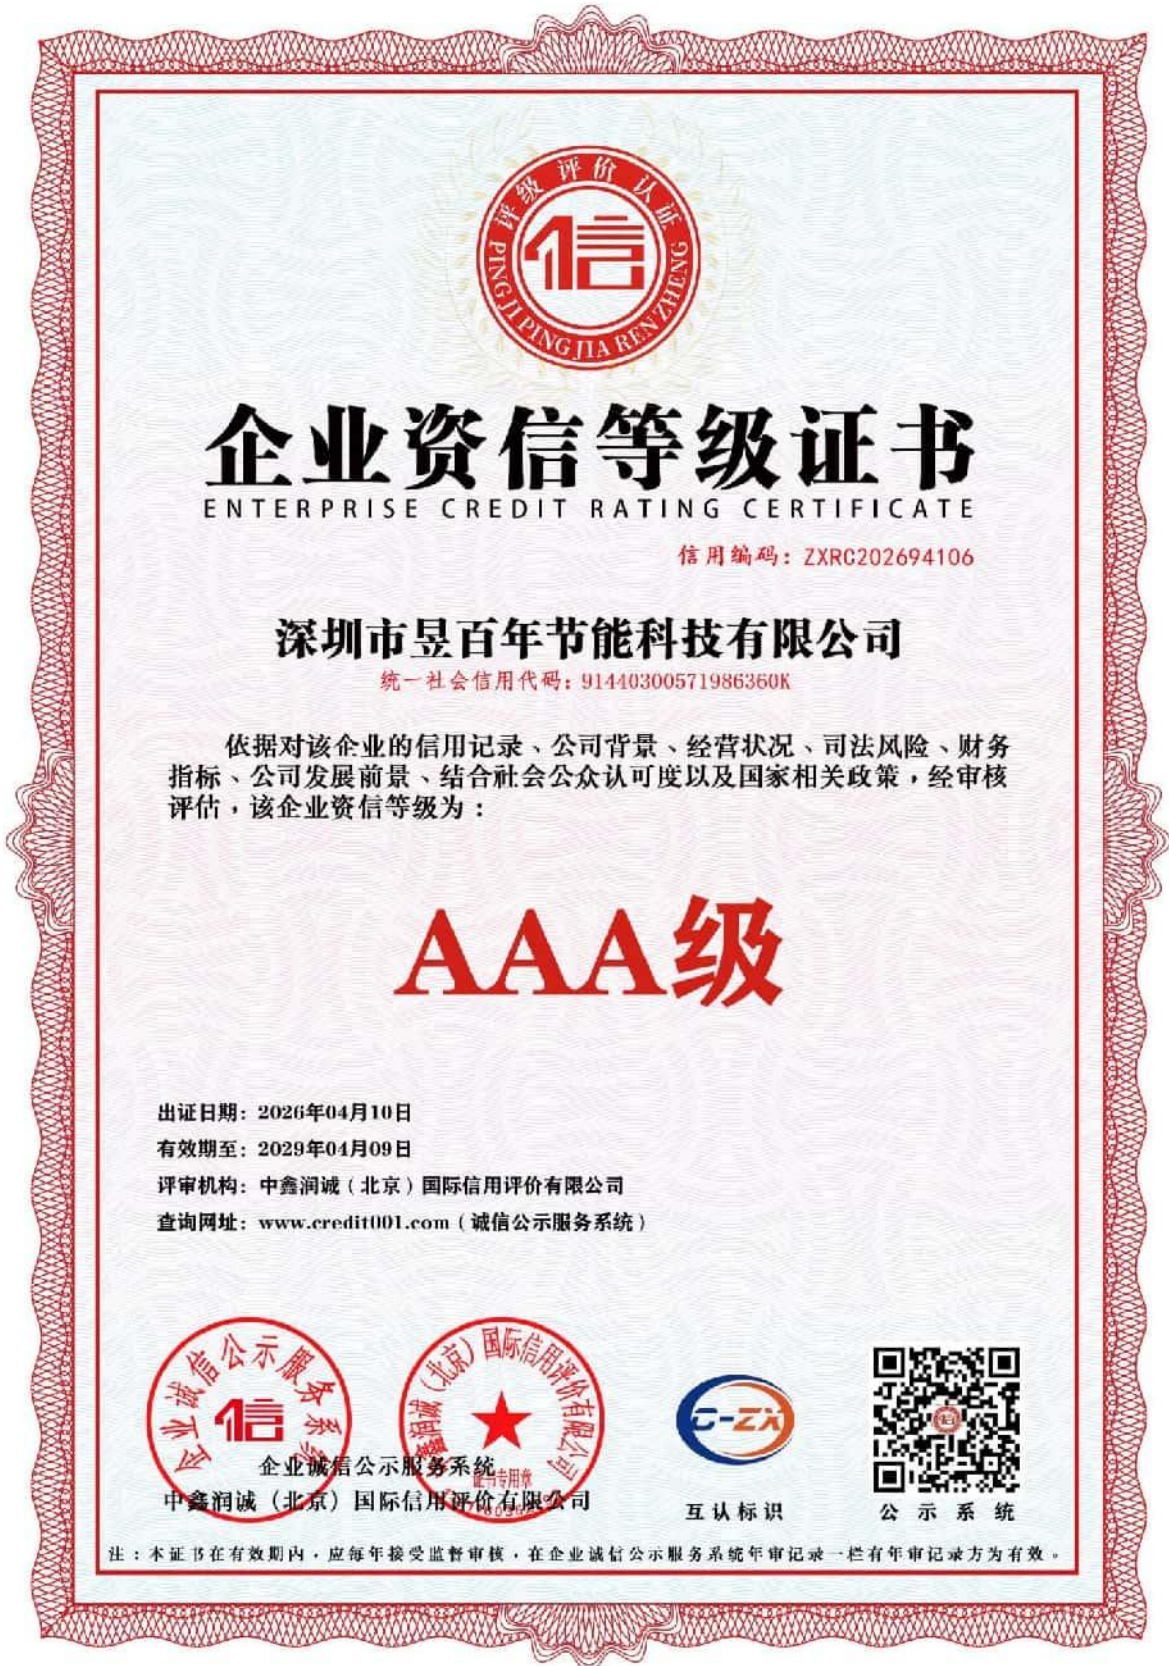 评级评价认证
信
PING JI PING JIA REN ZHENG
企业资信等级证书
ENTERPRISE CREDIT RATING CERTIFICATE
信用编码：ZXRC202694106
深圳市昱百年节能科技有限公司
统一社会信用代码：91440300571986360K
依据对该企业的信用记录、公司背景、经营状况、司法风险、财务
指标、公司发展前景、结合社会公众认可度以及国家相关政策，经审核
评估，该企业资信等级为：
AAA级
出证日期：2026年04月10日
有效期至：2029年04月09日
评审机构：中鑫润诚（北京）国际信用评价有限公司
查询网址：www.credit001.com（诚信公示服务系统）
企业诚信公示服务系统
信
中鑫润诚（北京）国际信用评价有限公司
证书专用章
企业诚信公示服务系统
中鑫润诚（北京）国际信用评价有限公司
C-ZX
互认标识
公示系统
注：本证书在有效期内，应每年接受监督审核，在企业诚信公示服务系统年审记录一栏有年审记录方为有效。